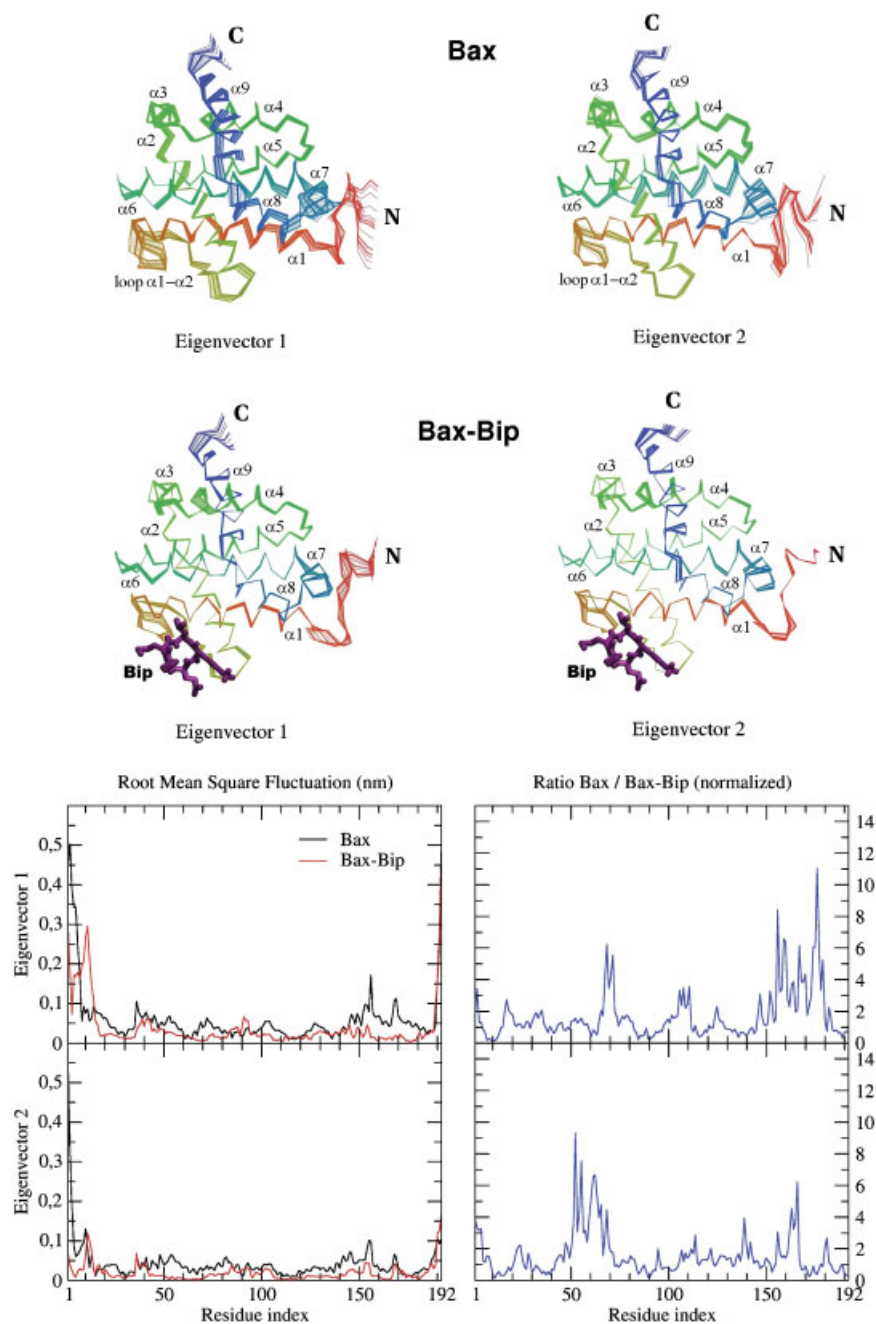 Bax
C
α9
α3
α4
α2
α5
α7
α6
α8
N
α1
loop α1−α2
Eigenvector 1
C
α9
α3
α4
α2
α5
α7
α6
α8
N
α1
loop α1−α2
Eigenvector 2
Bax-Bip
C
α9
α3
α4
α2
α5
α7
N
α6
α8
α1
Bip
Eigenvector 1
C
α9
α3
α4
α2
α5
α7
N
α6
α8
α1
Bip
Eigenvector 2
Root Mean Square Fluctuation (nm)
Ratio Bax / Bax-Bip (normalized)
Eigenvector 1
0,5
0,4
0,3
0,2
0,1
0
Bax
Bax-Bip
14
12
10
8
6
4
2
0
Eigenvector 2
0,5
0,4
0,3
0,2
0,1
0
14
12
10
8
6
4
2
0
1 50 100 150 192
Residue index
1 50 100 150 192
Residue index